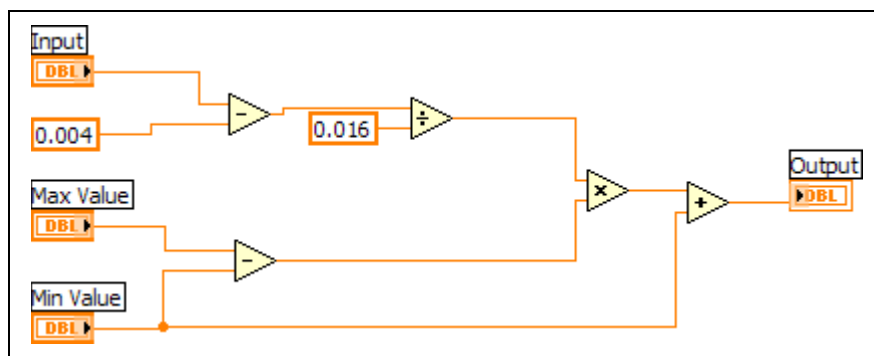 Input
DBL
0.004
-
0.016
÷
Max Value
DBL
-
x
+
Output
DBL
Min Value
DBL